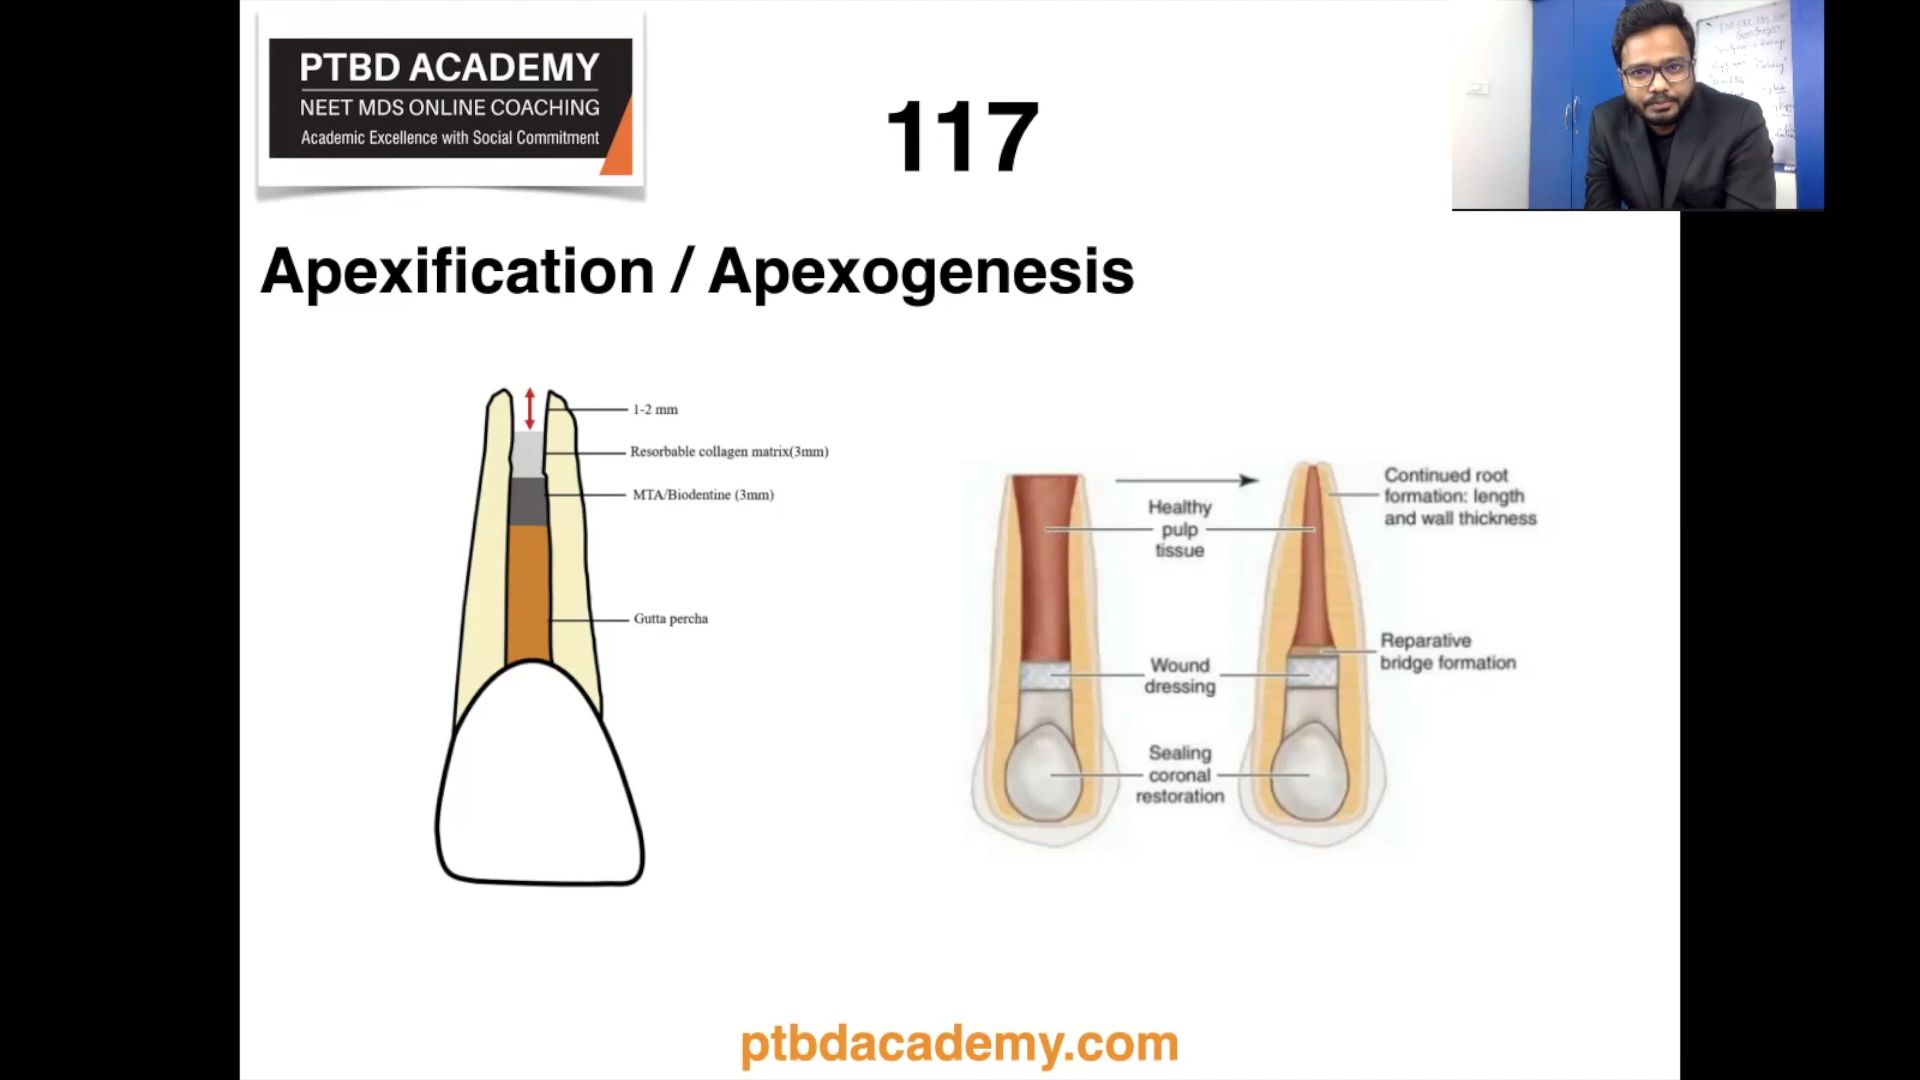 PTBD ACADEMY
NEET MDS ONLINE COACHING
Academic Excellence with Social Commitment
117
Apexification / Apexogenesis
1-2 mm
Resorbable collagen matrix(3mm)
MTA/Biodentine (3mm)
Gutta percha
Healthy
pulp
tissue
Continued root
formation: length
and wall thickness
Wound
dressing
Reparative
bridge formation
Sealing
coronal
restoration
ptbdacademy.com